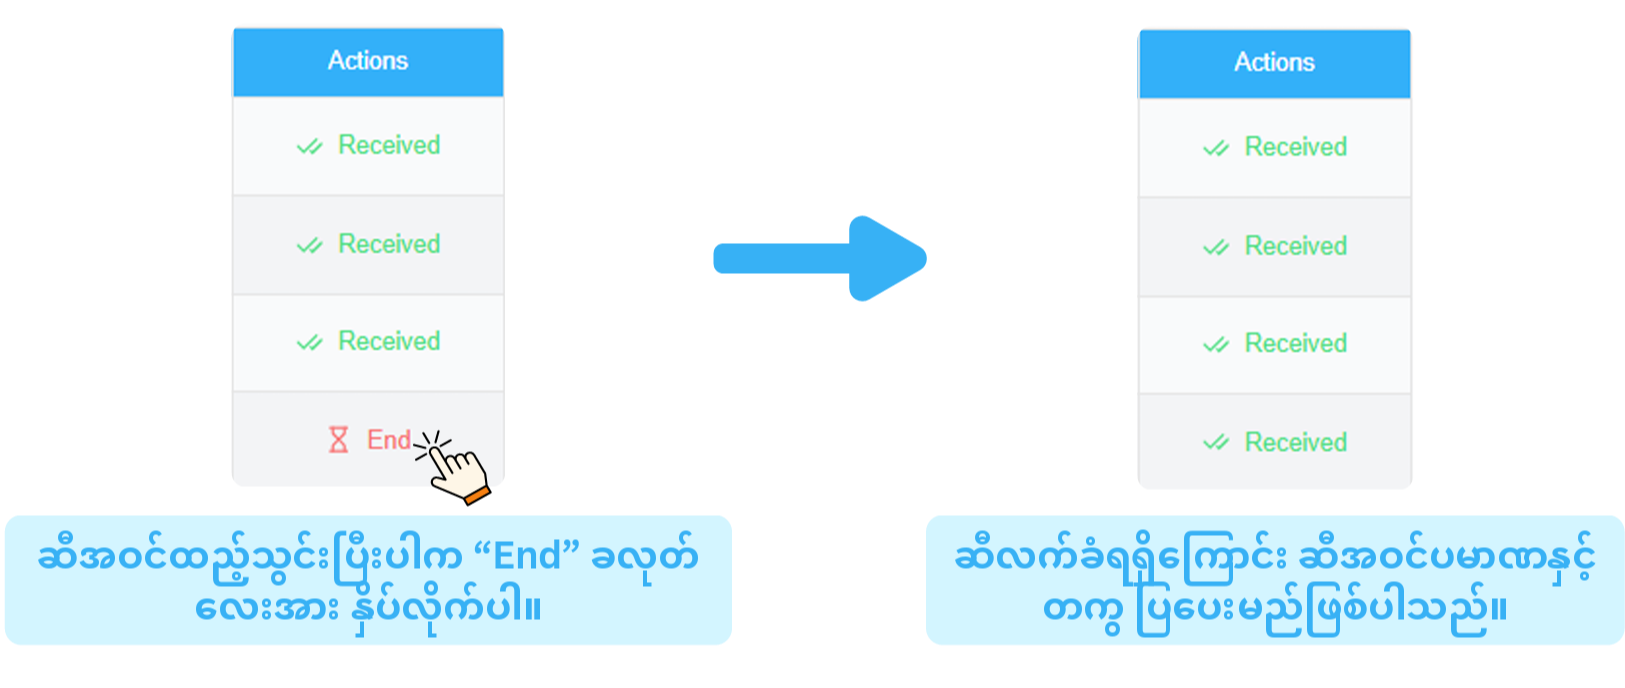 Actions
Received
Received
Received
End
ဆီအဝင်ထည့်သွင်းပြီးပါက “End” ခလုတ်
လေးအား နှိပ်လိုက်ပါ။
Actions
Received
Received
Received
Received
ဆီလက်ခံရရှိကြောင်း ဆီအဝင်ပမာဏနှင့်
တကွ ပြပေးမည်ဖြစ်ပါသည်။